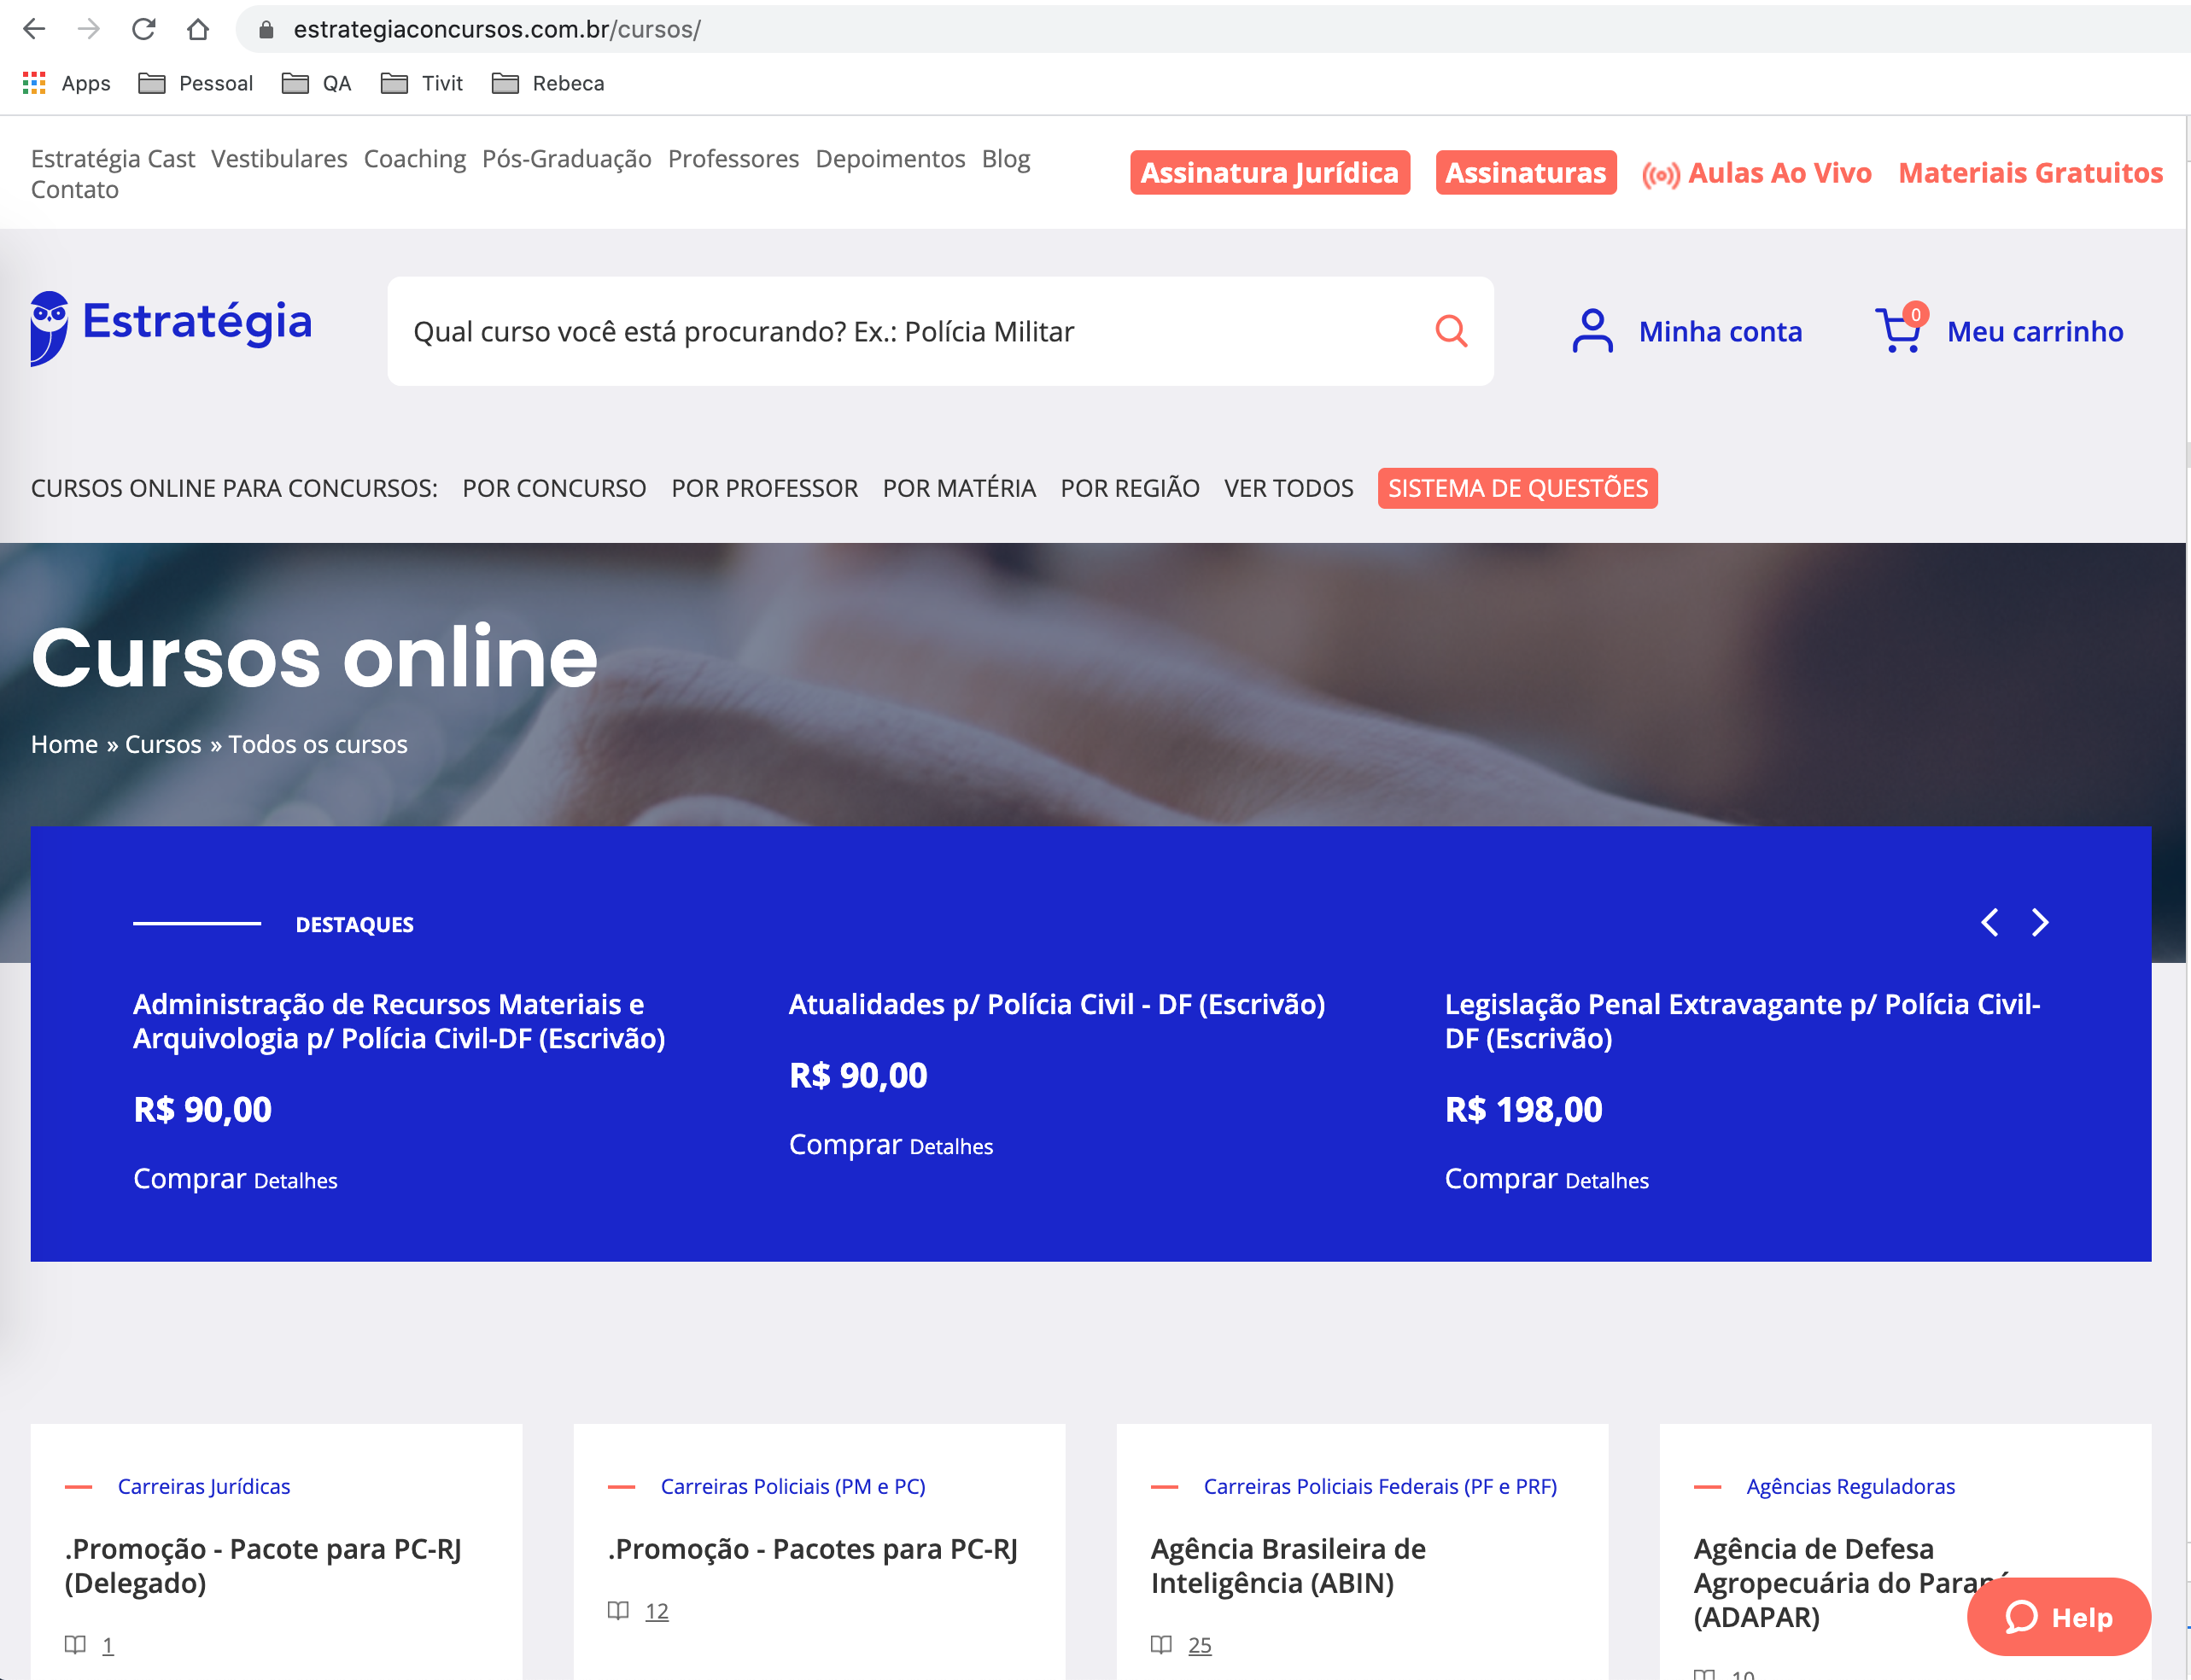 estrategiaconcursos.com.br/cursos/
Apps Pessoal QA Tivit Rebeca
Estratégia Cast Vestibulares Coaching Pós-Graduação Professores Depoimentos Blog
Contato
Assinatura Jurídica Assinaturas Aulas Ao Vivo Materiais Gratuitos
Estratégia
Qual curso você está procurando? Ex.: Polícia Militar
Minha conta
0
Meu carrinho
CURSOS ONLINE PARA CONCURSOS: POR CONCURSO POR PROFESSOR POR MATÉRIA POR REGIÃO VER TODOS SISTEMA DE QUESTÕES
Cursos online
Home » Cursos » Todos os cursos
DESTAQUES
Administração de Recursos Materiais e
Arquivologia p/ Polícia Civil-DF (Escrivão)
R$ 90,00
Comprar Detalhes
Atualidades p/ Polícia Civil - DF (Escrivão)
R$ 90,00
Comprar Detalhes
Legislação Penal Extravagante p/ Polícia Civil-
DF (Escrivão)
R$ 198,00
Comprar Detalhes
Carreiras Jurídicas
.Promoção - Pacote para PC-RJ
(Delegado)
1
Carreiras Policiais (PM e PC)
.Promoção - Pacotes para PC-RJ
12
Carreiras Policiais Federais (PF e PRF)
Agência Brasileira de
Inteligência (ABIN)
25
Agências Reguladoras
Agência de Defesa
Agropecuária do Paraná
(ADAPAR)
Help